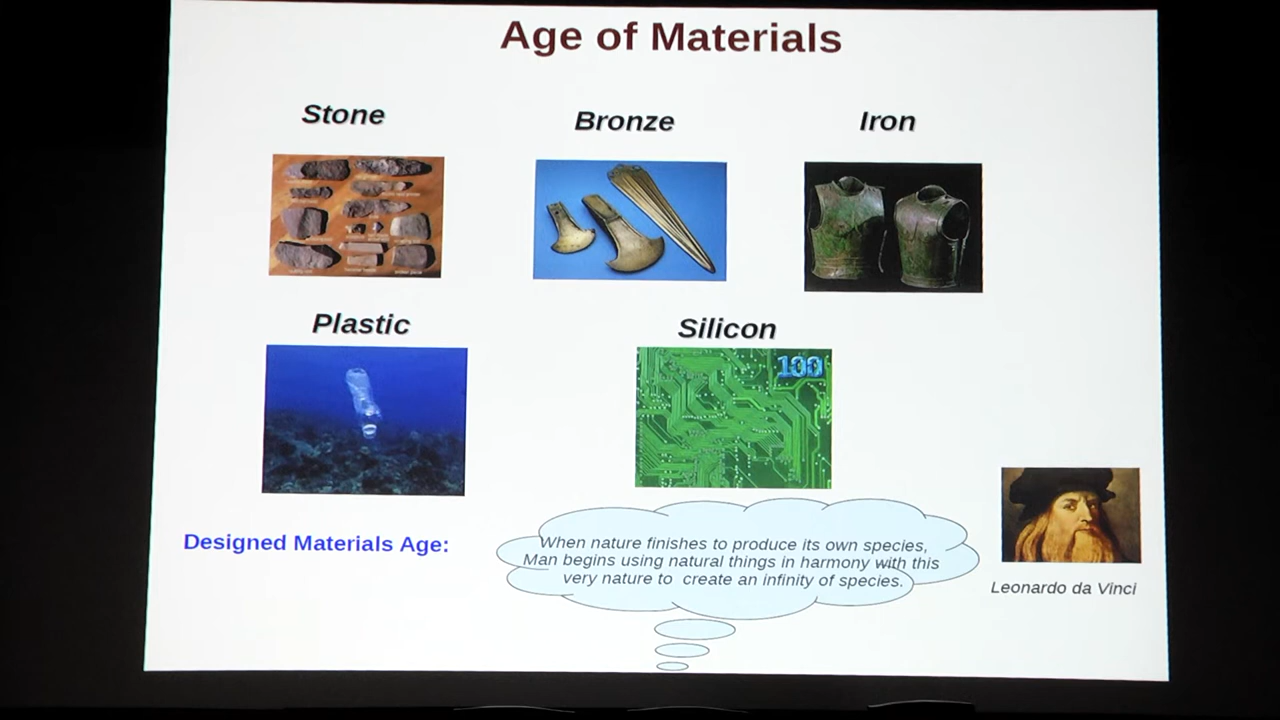 Age of Materials
Stone
Bronze
Iron
Plastic
Silicon
100
Designed Materials Age:
When nature finishes to produce its own species,
Man begins using natural things in harmony with this
very nature to create an infinity of species.
Leonardo da Vinci